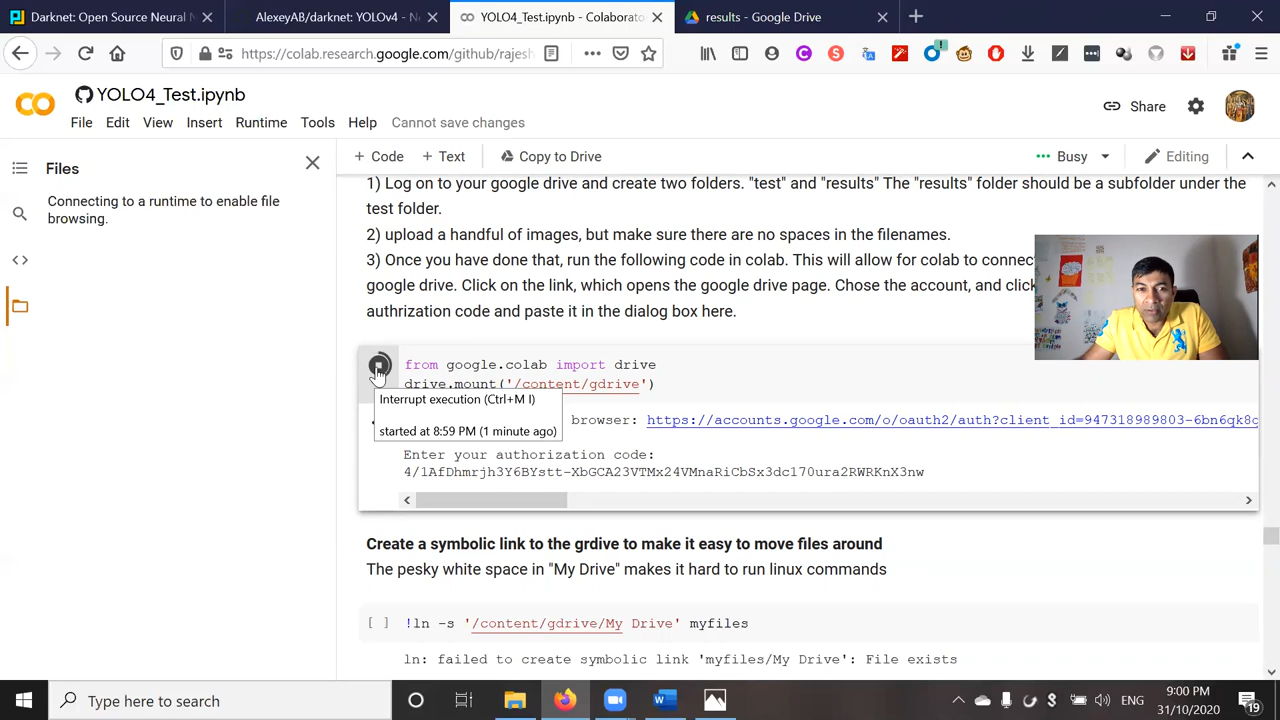 Darknet: Open Source Neural N
AlexeyAB/darknet: YOLOv4 - N
YOLO4_Test.ipynb - Colaborato
results - Google Drive
https://colab.research.google.com/github/rajesh
YOLO4_Test.ipynb
Share
File Edit View Insert Runtime Tools Help Cannot save changes
Files
+ Code + Text Copy to Drive
Busy
Editing
Connecting to a runtime to enable file
browsing.
1) Log on to your google drive and create two folders. "test" and "results" The "results" folder should be a subfolder under the
test folder.
2) upload a handful of images, but make sure there are no spaces in the filenames.
3) Once you have done that, run the following code in colab. This will allow for colab to connec
google drive. Click on the link, which opens the google drive page. Chose the account, and click
authrization code and paste it in the dialog box here.
from google.colab import drive
drive.mount('/content/gdrive')
Interrupt execution (Ctrl+M I)
started at 8:59 PM (1 minute ago)
browser: https://accounts.google.com/o/oauth2/auth?client_id=947318989803-6bn6qk8
Enter your authorization code:
4/1AfDhmrjh3Y6BYstt-XbGCA23VTMx24VMnaRiCbSx3dc170ura2RWRKnX3nw
Create a symbolic link to the grdive to make it easy to move files around
The pesky white space in "My Drive" makes it hard to run linux commands
[ ] !ln -s '/content/gdrive/My Drive' myfiles
ln: failed to create symbolic link 'myfiles/My Drive': File exists
Type here to search
ENG
9:00 PM
31/10/2020
19